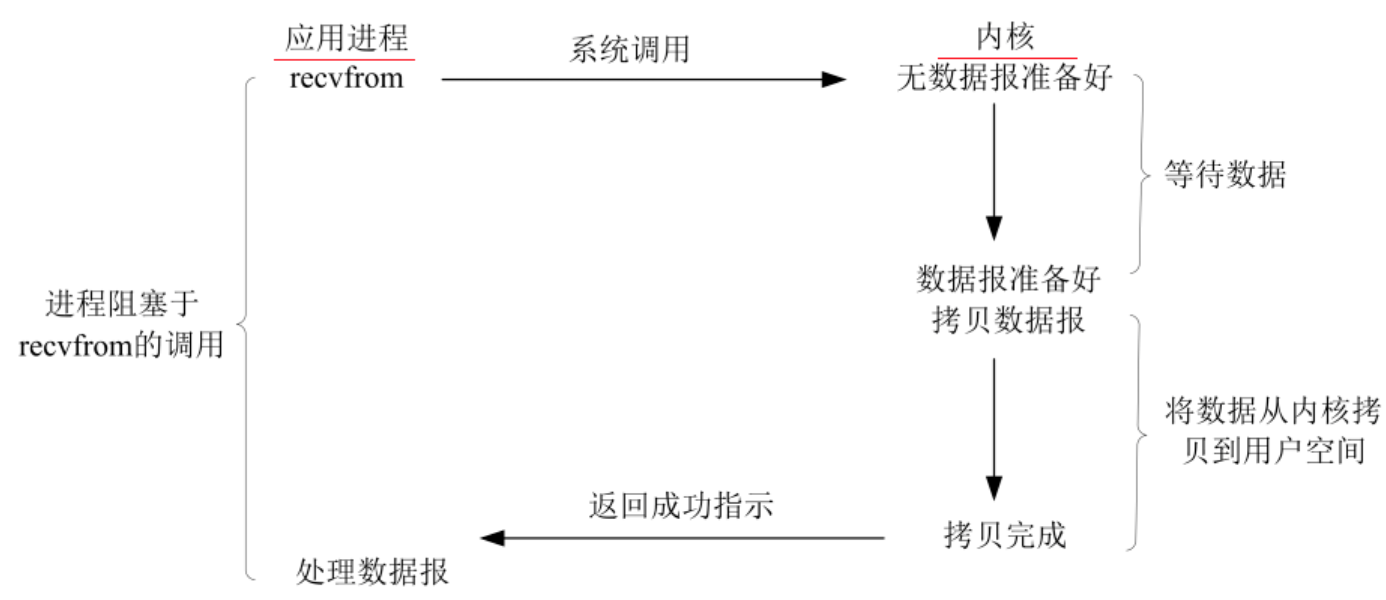 应用进程
系统调用
内核
recvfrom
无数据报准备好
等待数据
数据报准备好
进程阻塞于
recvfrom的调用
拷贝数据报
将数据从内核拷
贝到用户空间
返回成功指示
拷贝完成
处理数据报